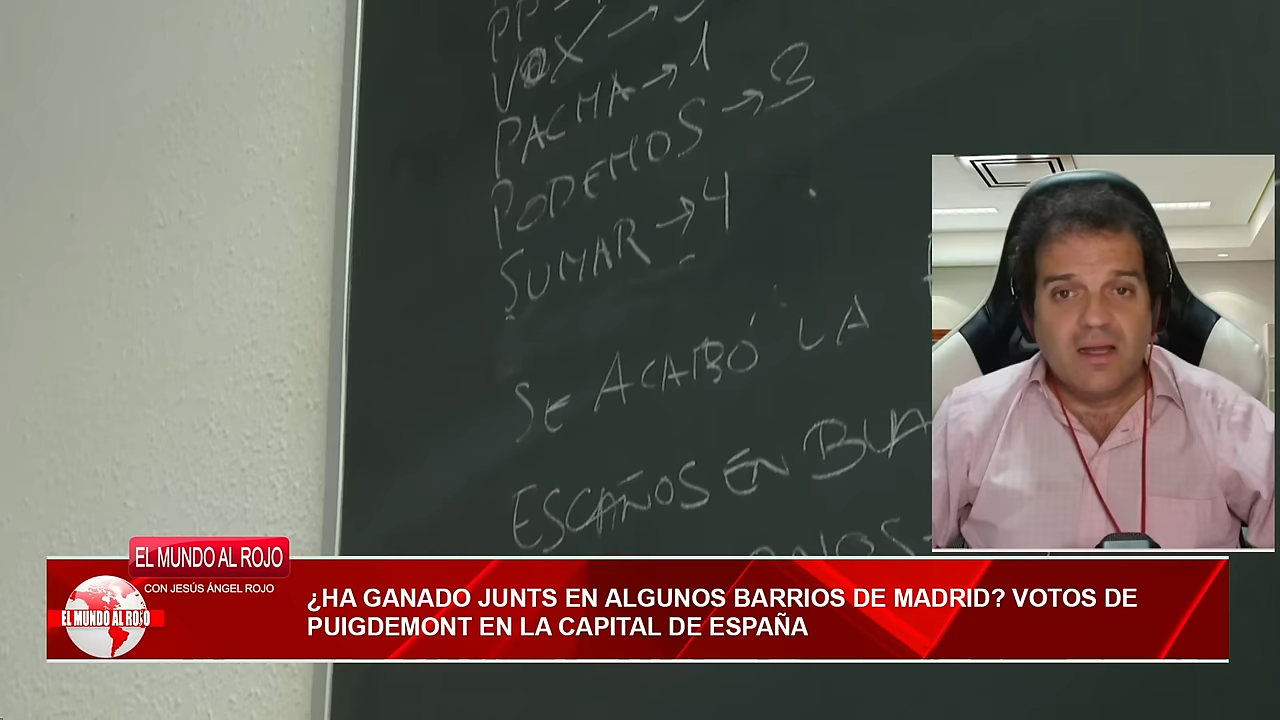 PP
VOX →
PACMA → 1
PODEMOS → 3
SUMAR → 4
SE ACABÓ LA
ESCAÑOS EN BLA
EL MUNDO AL ROJO
CON JESÚS ÁNGEL ROJO
EL MUNDO AL ROJO
¿HA GANADO JUNTS EN ALGUNOS BARRIOS DE MADRID? VOTOS DE
PUIGDEMONT EN LA CAPITAL DE ESPAÑA